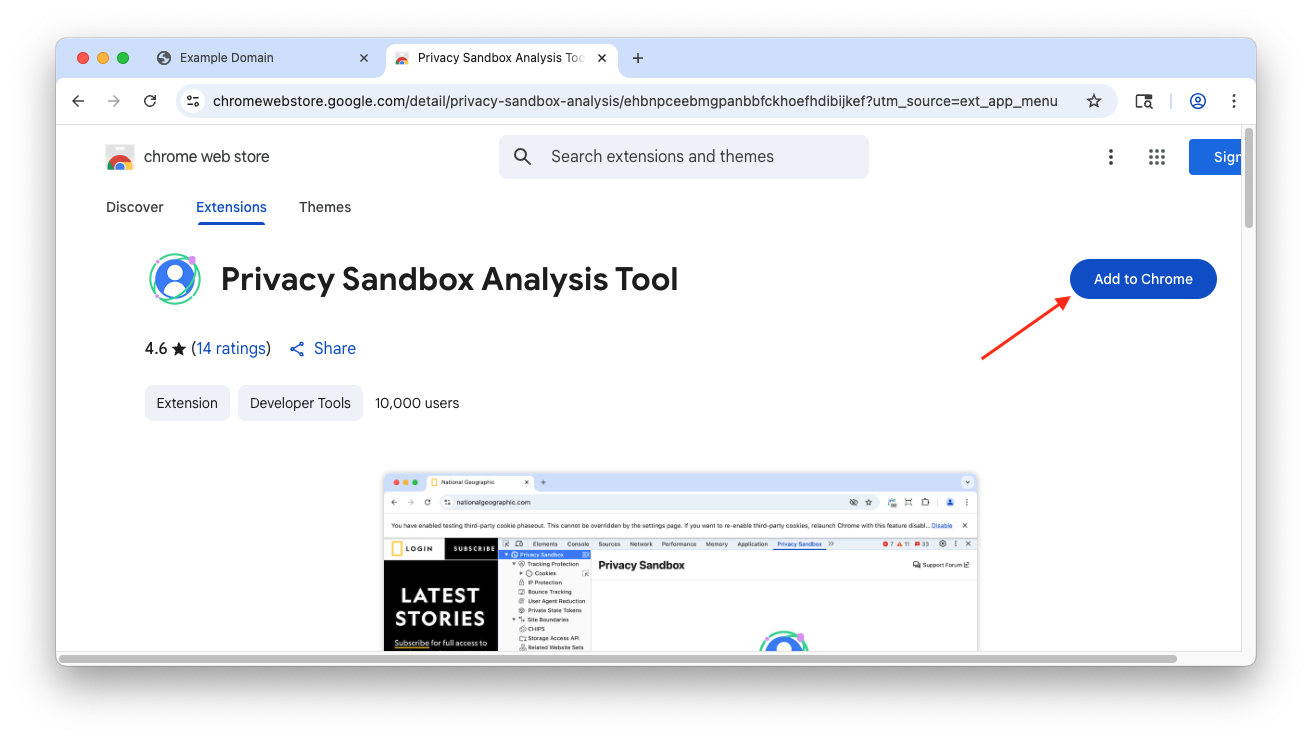 Example Domain
Privacy Sandbox Analysis Too
chromewebstore.google.com/detail/privacy-sandbox-analysis/ehbnpceebmgpanbbfckhoefhdibijkef?utm_source=ext_app_menu
chrome web store
Search extensions and themes
Sign
Discover Extensions Themes
Privacy Sandbox Analysis Tool
Add to Chrome
4.6 ★ (14 ratings) Share
Extension Developer Tools 10,000 users
National Geographic
nationalgeographic.com
You have enabled testing third-party cookie phaseout. This cannot be overridden by the settings page. If you want to re-enable third-party cookies, relaunch Chrome with this feature disabl... Disable
LOGIN SUBSCRIBE
Elements Console Sources Network Performance Memory Application Privacy Sandbox 7 11 33
Privacy Sandbox
Tracking Protection
Cookies
IP Protection
Bounce Tracking
User Agent Reduction
Private State Tokens
Site Boundaries
CHIPS
Storage Access API
Related Website Sets
Privacy Sandbox
Support Forum
LATEST
STORIES
Subscribe for full access to